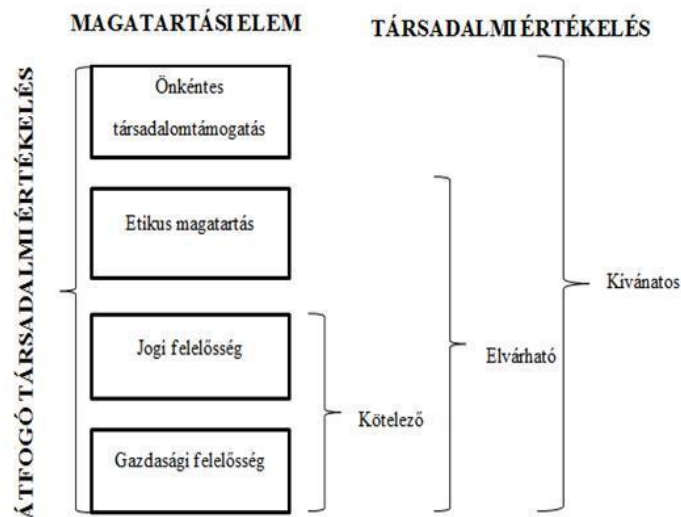 MAGATARTÁSI ELEM
TÁRSADALMI ÉRTÉKELÉS
ÁTFOGÓ TÁRSADALMI ÉRTÉKELÉS
Önkéntes
társadalomtámogatás
Etikus magatartás
Jogi felelősség
Gazdasági felelősség
Kötelező
Elvárható
Kívánatos